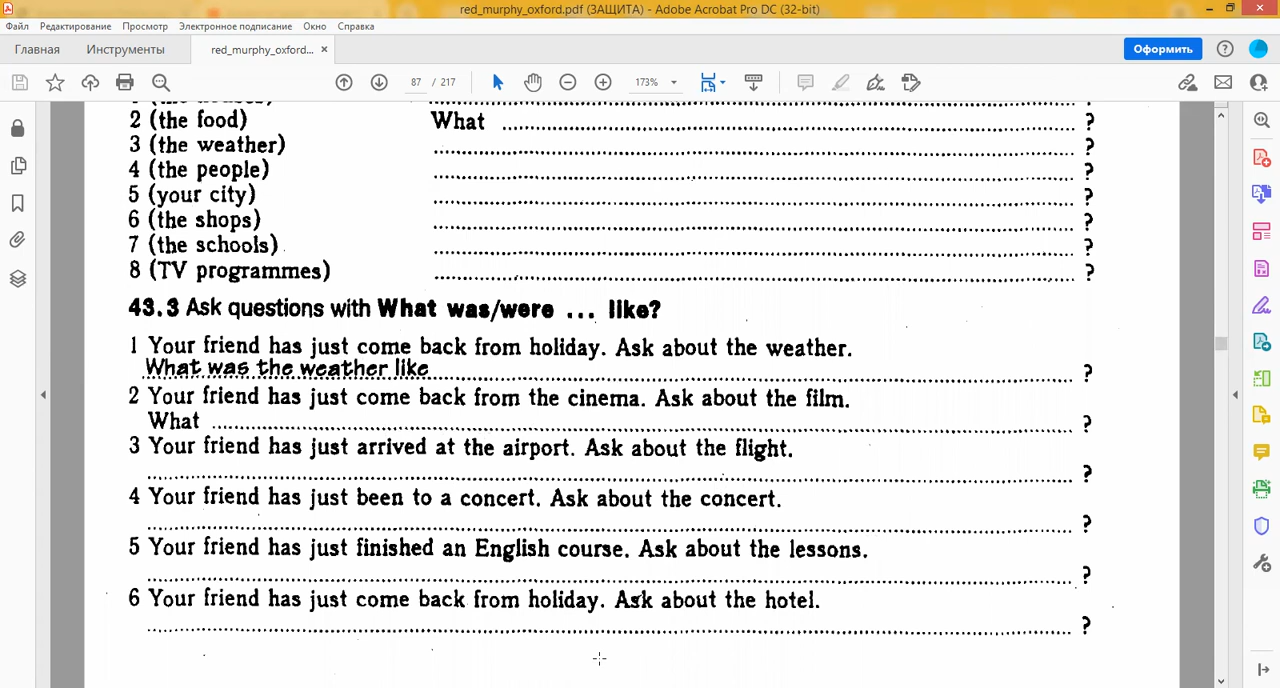 red_murphy_oxford.pdf (ЗАЩИТА) - Adobe Acrobat Pro DC (32-bit)
Файл Редактирование Просмотр Электронное подписание Окно Справка
Главная Инструменты red_murphy_oxford... ×
Оформить
87 / 217
173%
2 (the food) What ........ ?
3 (the weather) ........ ?
4 (the people) ........ ?
5 (your city) ........ ?
6 (the shops) ........ ?
7 (the schools) ........ ?
8 (TV programmes) ........ ?
43.3 Ask questions with What was/were ... like?
1 Your friend has just come back from holiday. Ask about the weather.
What was the weather like ........ ?
2 Your friend has just come back from the cinema. Ask about the film.
What ........ ?
3 Your friend has just arrived at the airport. Ask about the flight.
........ ?
4 Your friend has just been to a concert. Ask about the concert.
........ ?
5 Your friend has just finished an English course. Ask about the lessons.
........ ?
6 Your friend has just come back from holiday. Ask about the hotel.
........ ?